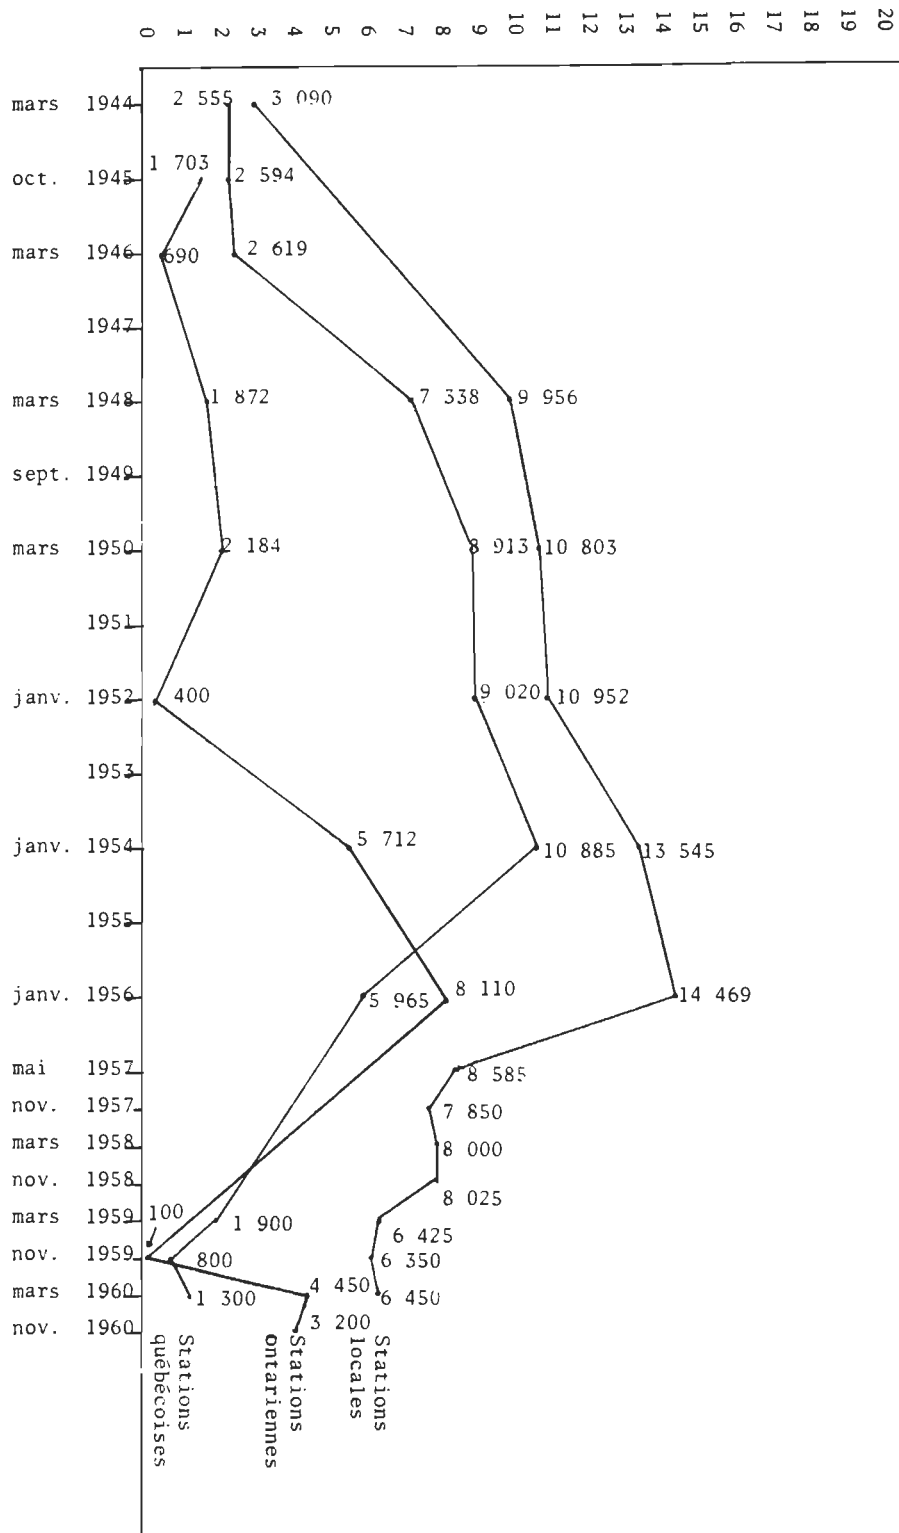 0 1 2 3 4 5 6 7 8 9 10 11 12 13 14 15 16 17 18 19 20
mars 1944 2 555 3 090
oct. 1945 1 703 2 594
mars 1946 690 2 619
1947
mars 1948 1 872 7 338 9 956
sept. 1949
mars 1950 2 184 8 913 10 803
1951
janv. 1952 400 9 020 10 952
1953
janv. 1954 5 712 10 885 13 545
1955
janv. 1956 5 965 8 110 14 469
mai 1957 8 585
nov. 1957 7 850
mars 1958 8 000
nov. 1958 8 025
mars 1959 100 1 900 6 425
nov. 1959 800 6 350
mars 1960 1 300 4 450 6 450
nov. 1960 3 200
Stations
québécoises
Stations
ontariennes
Stations
locales